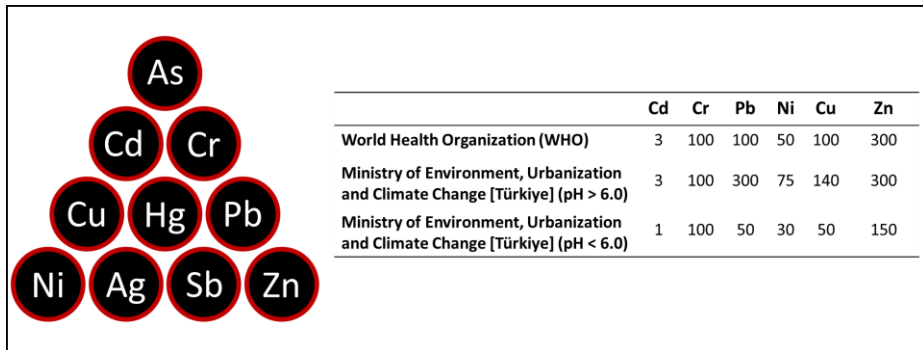 As
Cd Cr
Cu Hg Pb
Ni Ag Sb Zn
Cd Cr Pb Ni Cu Zn
World Health Organization (WHO) 3 100 100 50 100 300
Ministry of Environment, Urbanization
and Climate Change [Türkiye] (pH > 6.0) 3 100 300 75 140 300
Ministry of Environment, Urbanization
and Climate Change [Türkiye] (pH < 6.0) 1 100 50 30 50 150